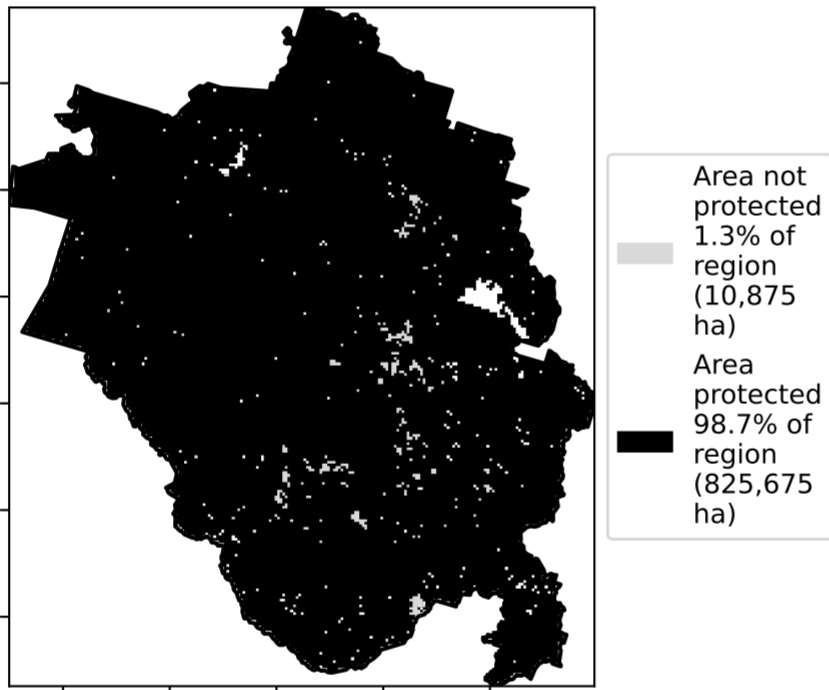 Area not
protected
1.3% of
region
(10,875
ha)
Area
protected
98.7% of
region
(825,675
ha)